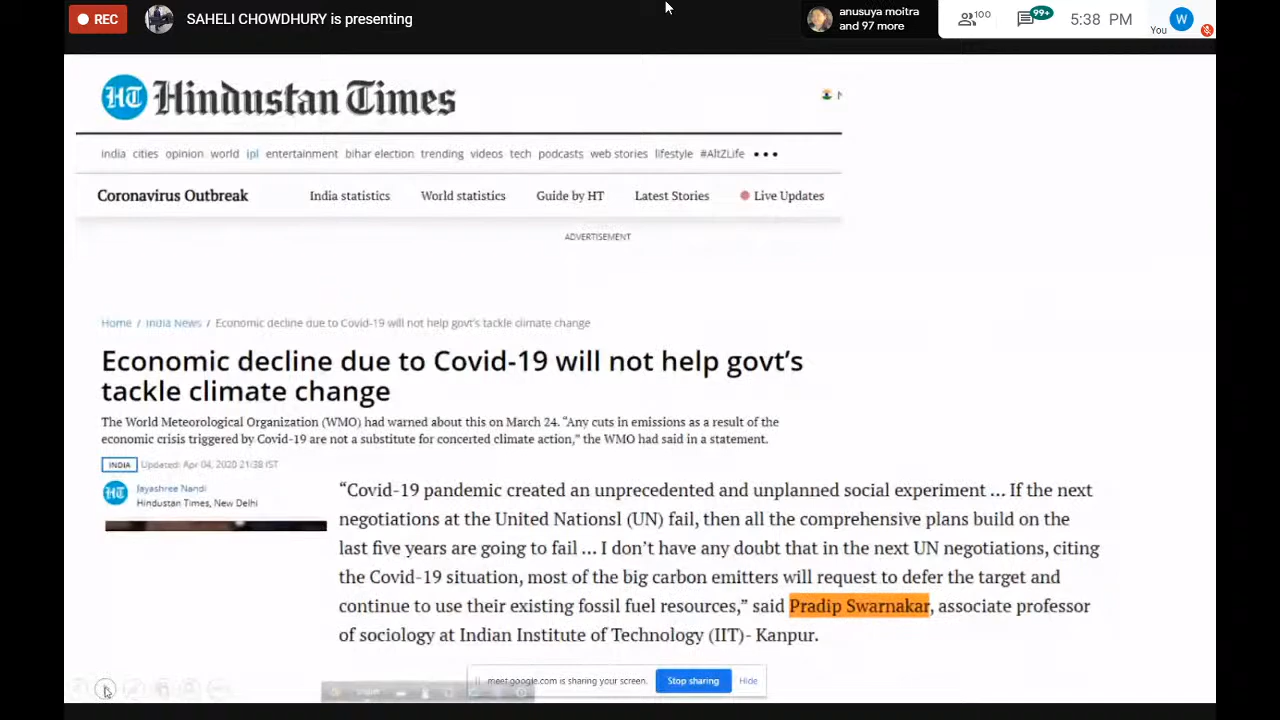 REC
SAHELI CHOWDHURY is presenting
anusuya moitra
and 97 more
100
99+
5:38 PM
You
W
HT Hindustan Times
india cities opinion world ipl entertainment bihar election trending videos tech podcasts web stories lifestyle #AltZLife •••
Coronavirus Outbreak India statistics World statistics Guide by HT Latest Stories Live Updates
ADVERTISEMENT
Home / India News / Economic decline due to Covid-19 will not help govt's tackle climate change
Economic decline due to Covid-19 will not help govt's
tackle climate change
The World Meteorological Organization (WMO) had warned about this on March 24. “Any cuts in emissions as a result of the
economic crisis triggered by Covid-19 are not a substitute for concerted climate action,” the WMO had said in a statement.
INDIA Updated: Apr 04, 2020 21:38 IST
HT
Jayashree Nandi
Hindustan Times, New Delhi
“Covid-19 pandemic created an unprecedented and unplanned social experiment ... If the next
negotiations at the United Nationsl (UN) fail, then all the comprehensive plans build on the
last five years are going to fail ... I don't have any doubt that in the next UN negotiations, citing
the Covid-19 situation, most of the big carbon emitters will request to defer the target and
continue to use their existing fossil fuel resources,” said Pradip Swarnakar, associate professor
of sociology at Indian Institute of Technology (IIT)- Kanpur.
meet.google.com is sharing your screen. Stop sharing Hide